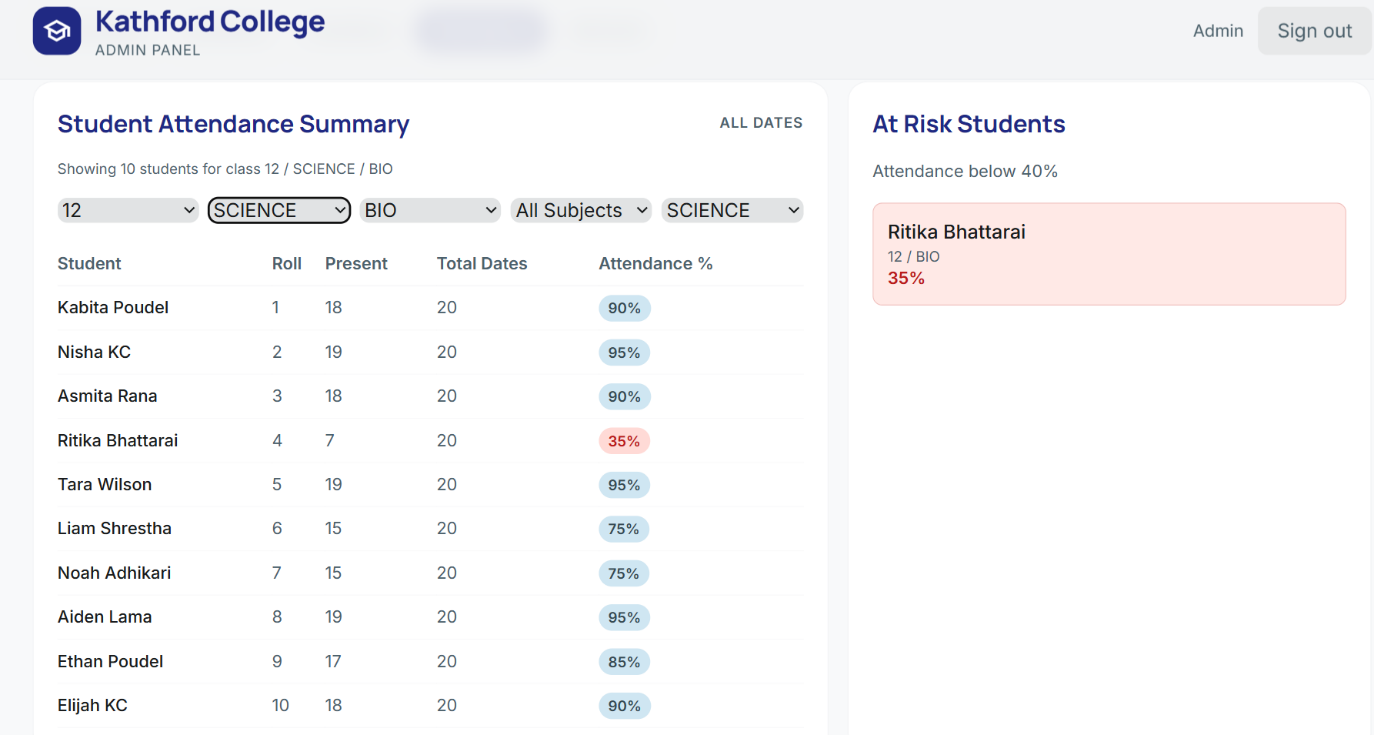 Kathford College
ADMIN PANEL
Admin
Sign out
Student Attendance Summary
ALL DATES
Showing 10 students for class 12 / SCIENCE / BIO
12 SCIENCE BIO All Subjects SCIENCE
Student Roll Present Total Dates Attendance %
Kabita Poudel 1 18 20 90%
Nisha KC 2 19 20 95%
Asmita Rana 3 18 20 90%
Ritika Bhattarai 4 7 20 35%
Tara Wilson 5 19 20 95%
Liam Shrestha 6 15 20 75%
Noah Adhikari 7 15 20 75%
Aiden Lama 8 19 20 95%
Ethan Poudel 9 17 20 85%
Elijah KC 10 18 20 90%
At Risk Students
Attendance below 40%
Ritika Bhattarai
12 / BIO
35%